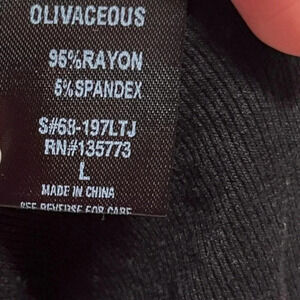 OLIVACEOUS
95%RAYON
5%SPANDEX
S#68-197LTJ
RN#135773
L
MADE IN CHINA
SEE REVERSE FOR CARE